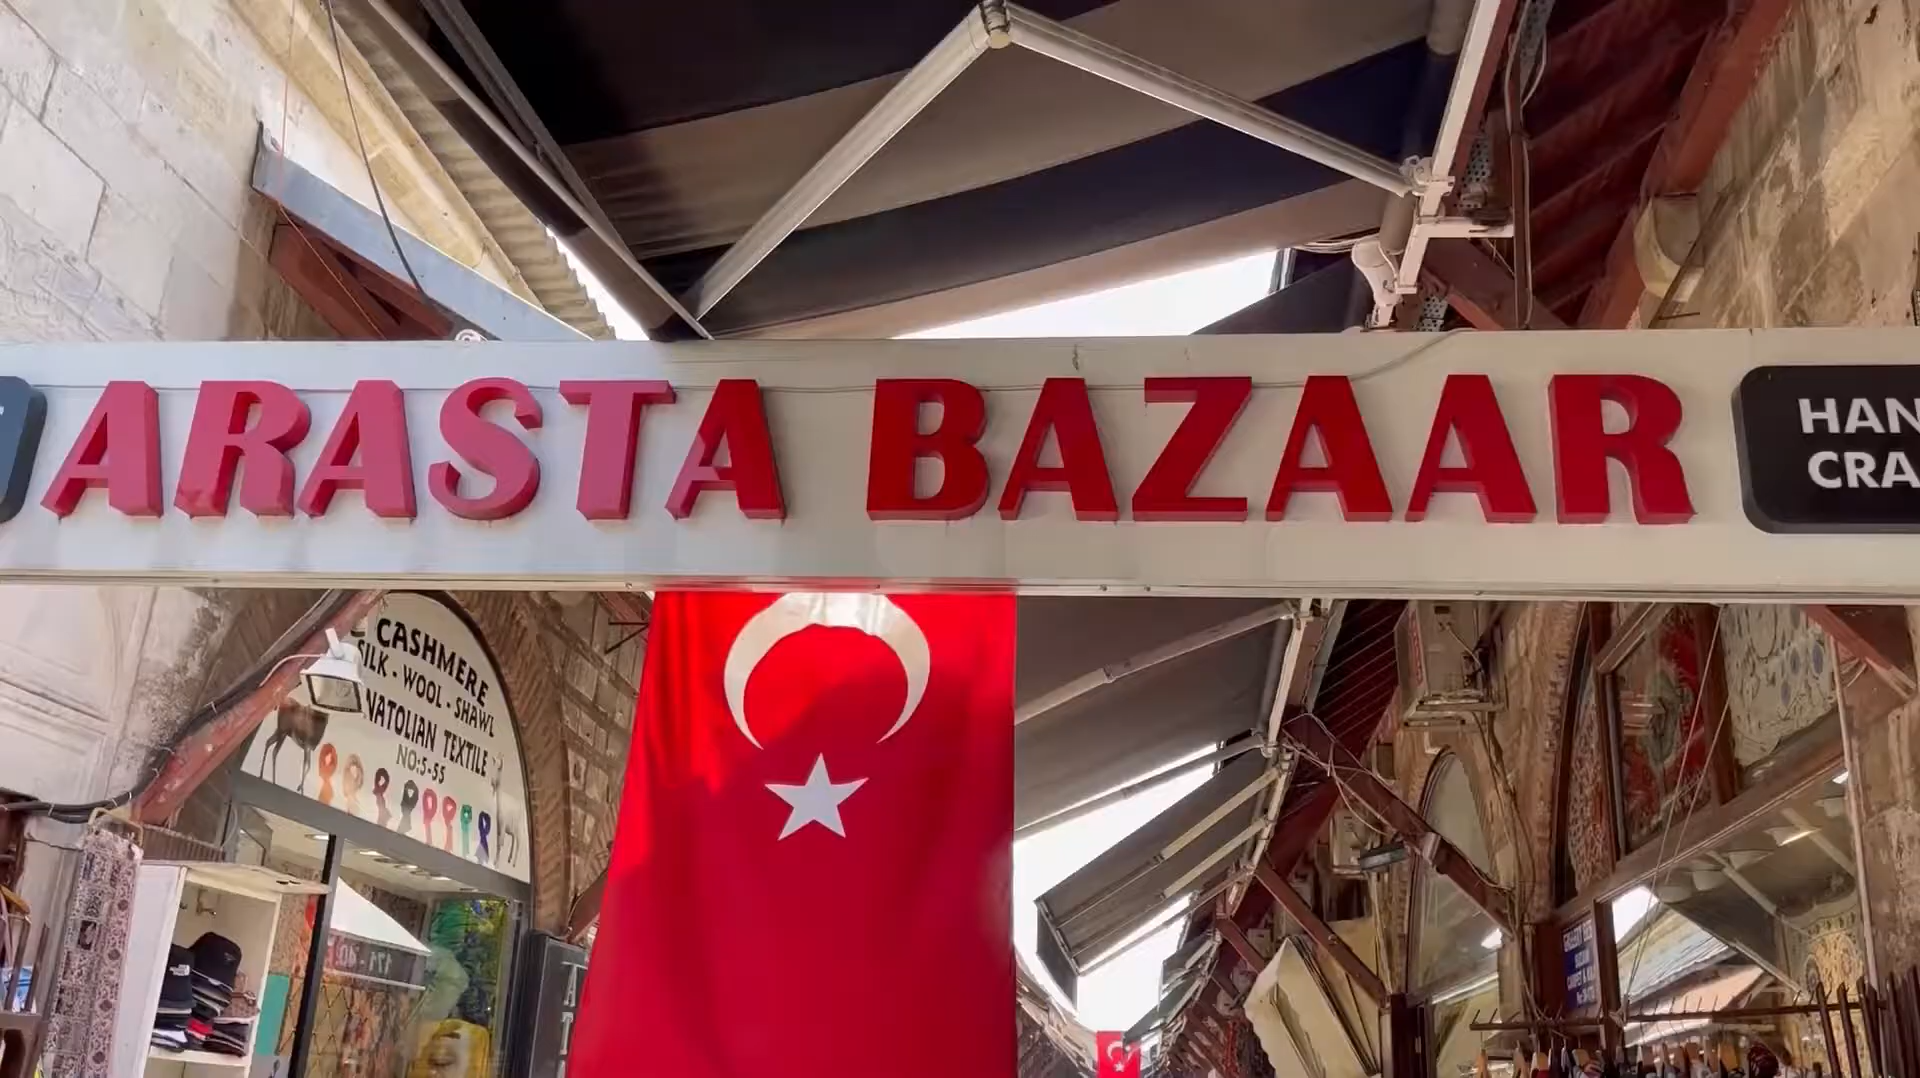 ARASTA BAZAAR
HAN
CRA
CASHMERE
SILK - WOOL - SHAWL
NATOLIAN TEXTILE
NO:5-55